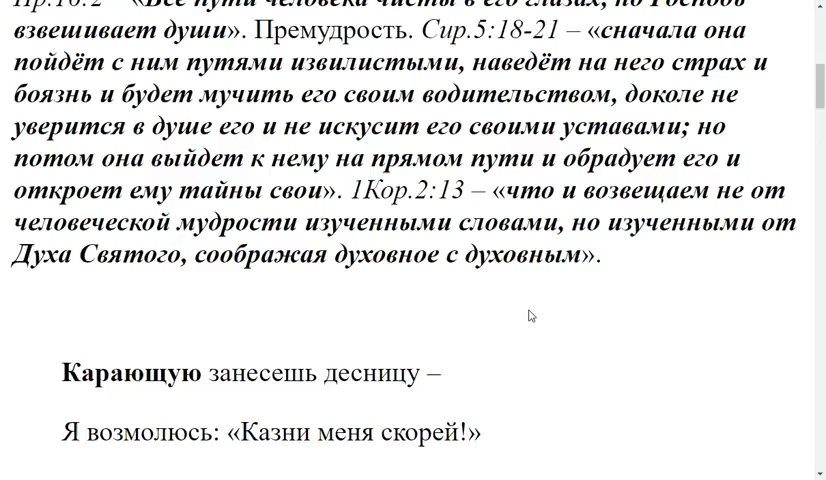 Пр.16:2 – «Все пути человека чисты в его глазах, но Господь
взвешивает души». Премудрость. Сир.5:18-21 – «сначала она
пойдёт с ним путями извилистыми, наведёт на него страх и
боязнь и будет мучить его своим водительством, доколе не
уверится в душе его и не искусит его своими уставами; но
потом она выйдет к нему на прямом пути и обрадует его и
откроет ему тайны свои». 1Кор.2:13 – «что и возвещаем не от
человеческой мудрости изученными словами, но изученными от
Духа Святого, соображая духовное с духовным».
Карающую занесешь десницу –
Я возмолюсь: «Казни меня скорей!»